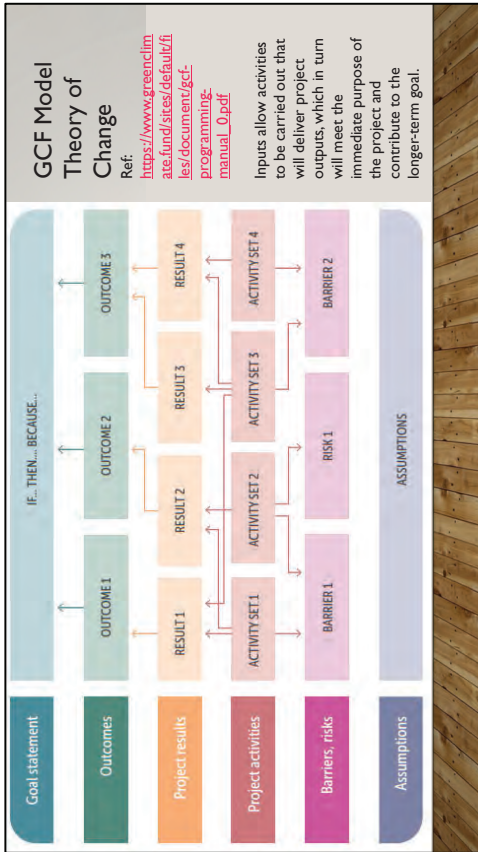 GCF Model
Theory of
Change
Ref:
https://www.greenclim
ate.fund/sites/default/fi
les/document/gcf-
programming-
manual_0.pdf
Inputs allow activities
to be carried out that
will deliver project
outputs, which in turn
will meet the
immediate purpose of
the project and
contribute to the
longer-term goal.
Goal statement
IF... THEN.... BECAUSE...
Outcomes
OUTCOME 1
OUTCOME 2
OUTCOME 3
Project results
RESULT 1
RESULT 2
RESULT 3
RESULT 4
Project activities
ACTIVITY SET 1
ACTIVITY SET 2
ACTIVITY SET 3
ACTIVITY SET 4
Barriers, risks
BARRIER 1
RISK 1
BARRIER 2
Assumptions
ASSUMPTIONS